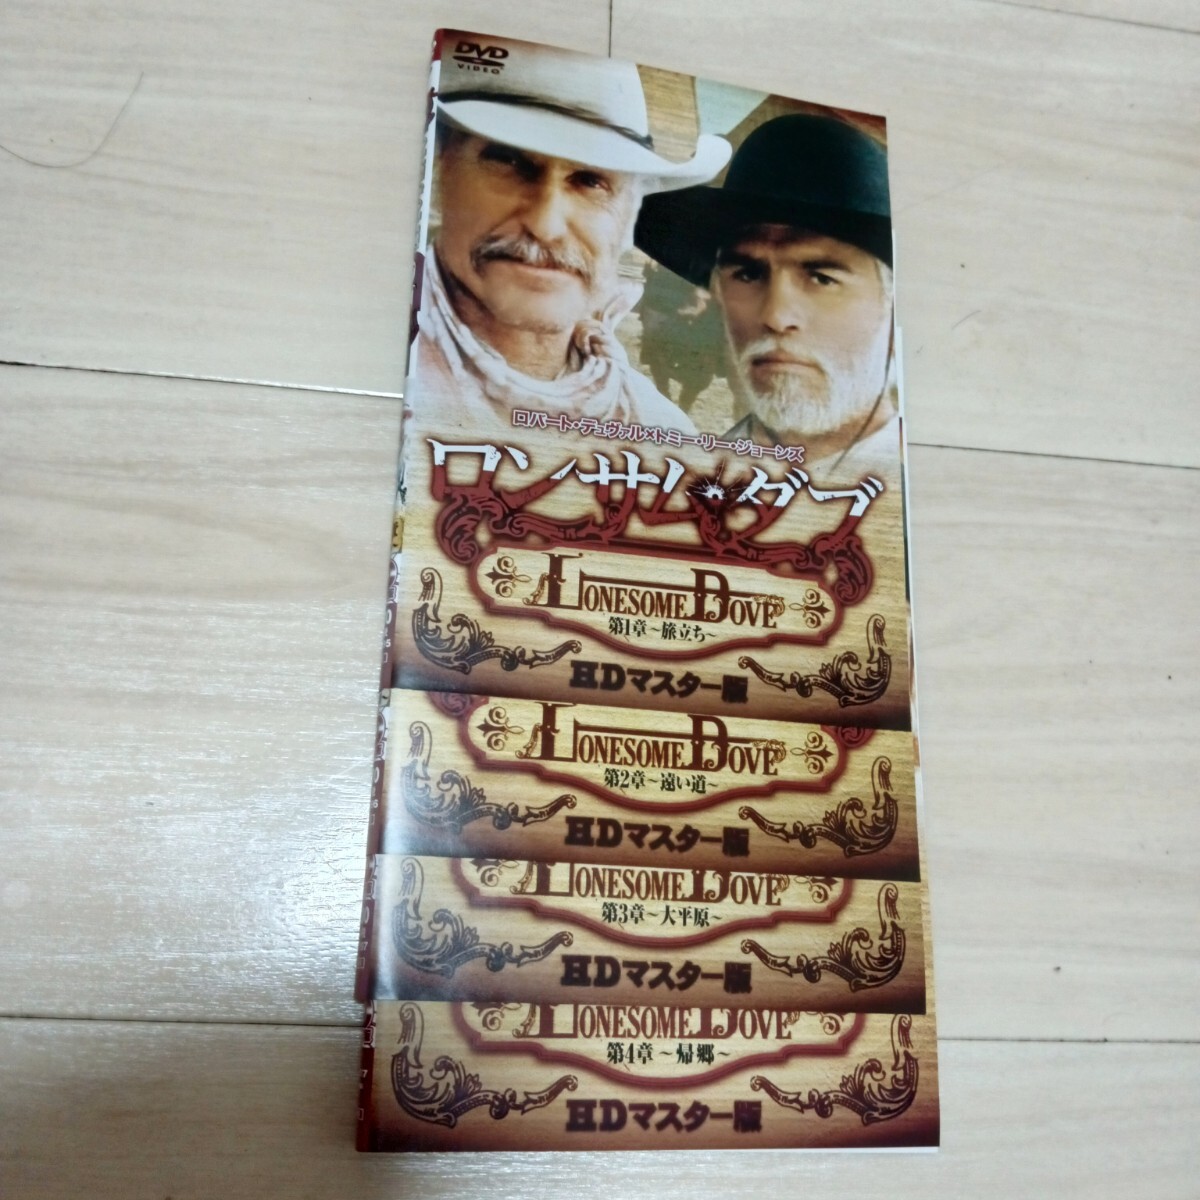 DVD
VIDEO
ロバート・デュヴァル×トミー・リー・ジョーンズ
ロンサム・ダブ
LONESOME DOVE
第1章～旅立ち～
HDマスター版
LONESOME DOVE
第2章～遠い道～
HDマスター版
LONESOME DOVE
第3章～大平原～
HDマスター版
LONESOME DOVE
第4章～帰郷～
HDマスター版